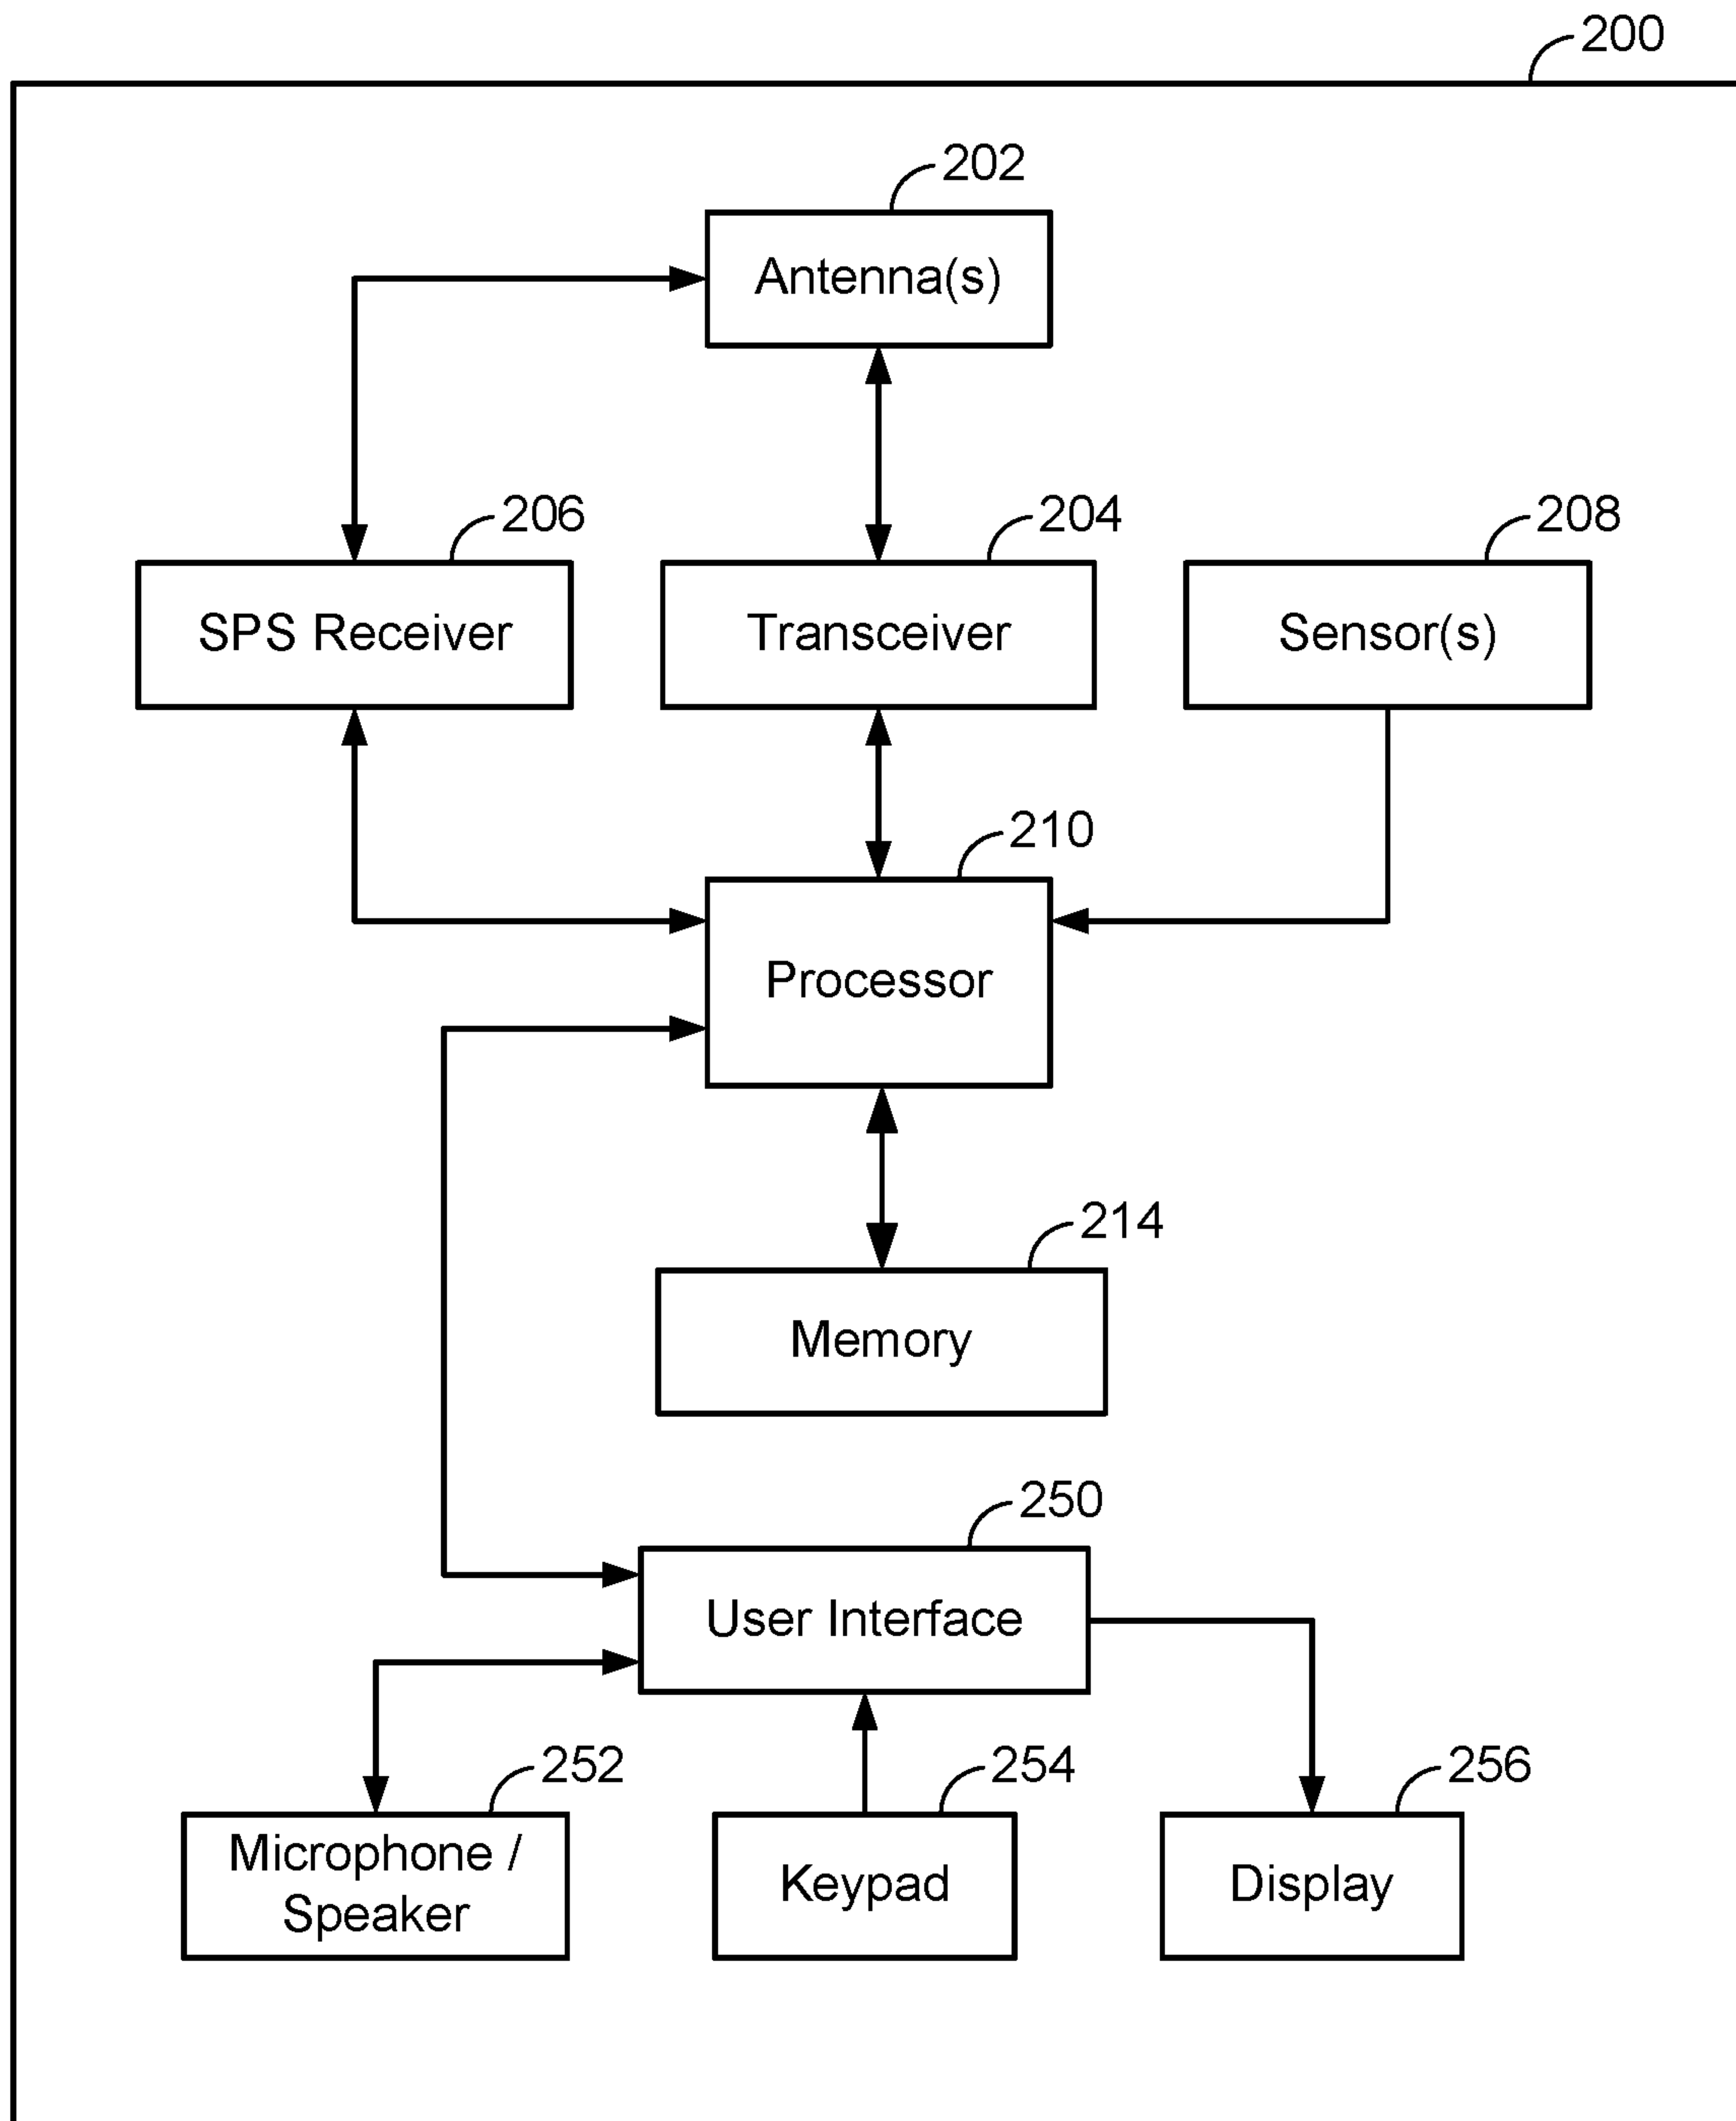 200
202
Antenna(s)
206
204
208
SPS Receiver
Transceiver
Sensor(s)
210
Processor
214
Memory
250
User Interface
252
254
256
Microphone /
Speaker
Keypad
Display